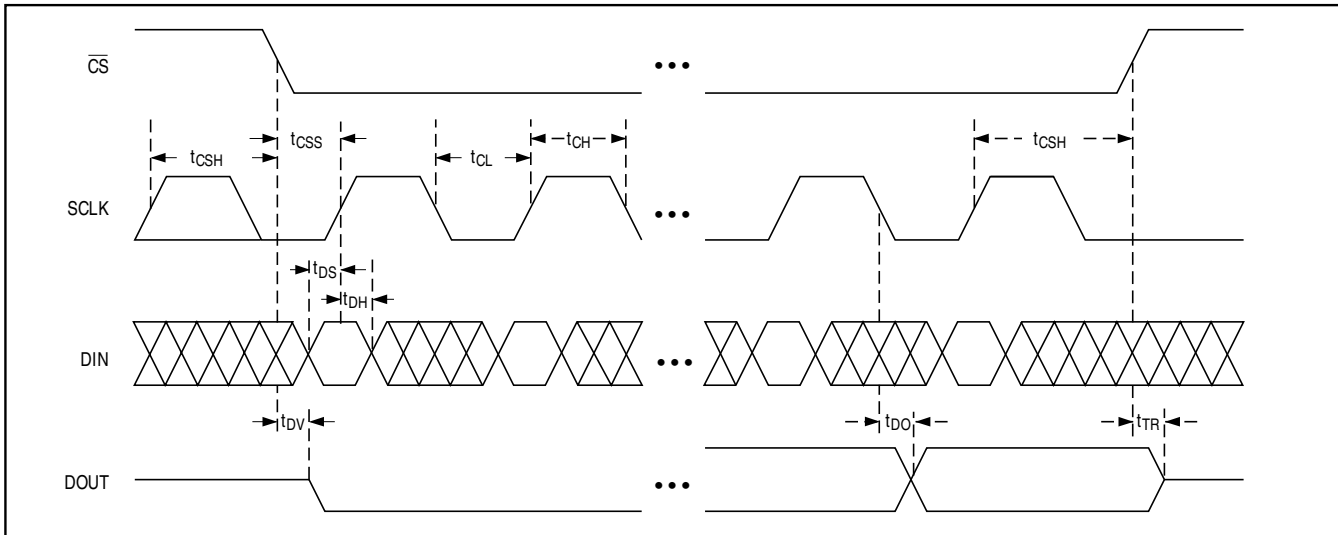 CS
•••
tCSS
tCH
tCSH
tCL
tCSH
SCLK
•••
tDS
tDH
DIN
•••
tDV
tDO
tTR
DOUT
•••